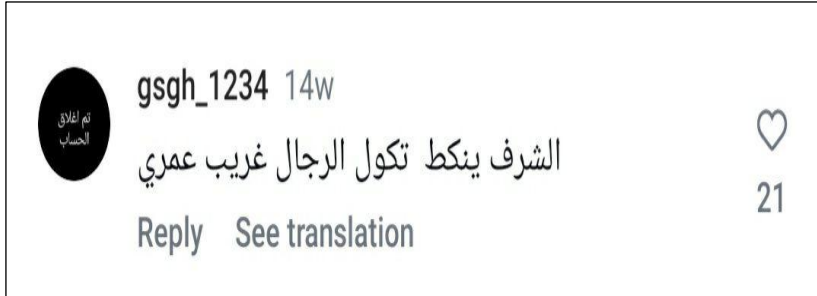 gsgh_1234 14w
تم اغلاق
الحساب
الشرف ينكط تكول الرجال غريب عمري
21
Reply See translation